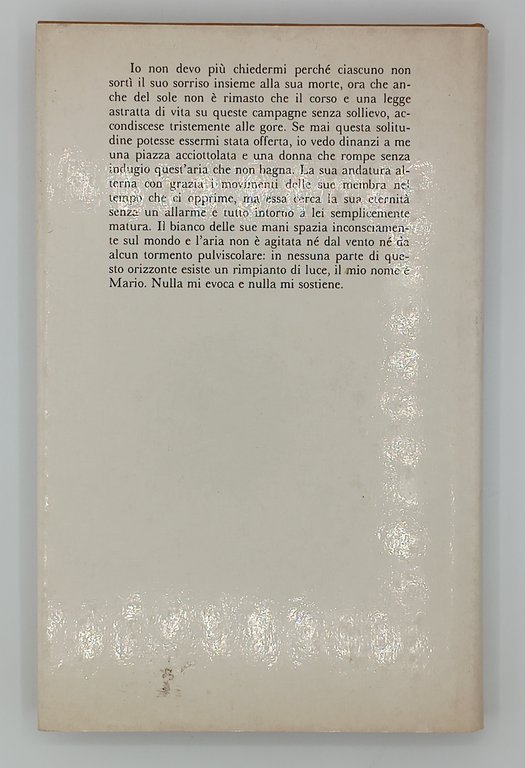 Io non devo più chiedermi perché ciascuno non
sortì il suo sorriso insieme alla sua morte, ora che an-
che del sole non è rimasto che il corso e una legge
astratta di vita su queste campagne senza sollievo, ac-
condiscese tristemente alle gore. Se mai questa solitu-
dine potesse essermi stata offerta, io vedo dinanzi a me
una piazza acciottolata e una donna che rompe senza
indugio quest'aria che non bagna. La sua andatura al-
terna con grazia i movimenti delle sue membra nel
tempo che ci opprime, ma essa cerca la sua eternità
senza un allarme e tutto intorno a lei semplicemente
matura. Il bianco delle sue mani spazia inconsciamen-
te sul mondo e l'aria non è agitata né dal vento né da
alcun tormento pulviscolare: in nessuna parte di que-
sto orizzonte esiste un rimpianto di luce, il mio nome è
Mario. Nulla mi evoca e nulla mi sostiene.